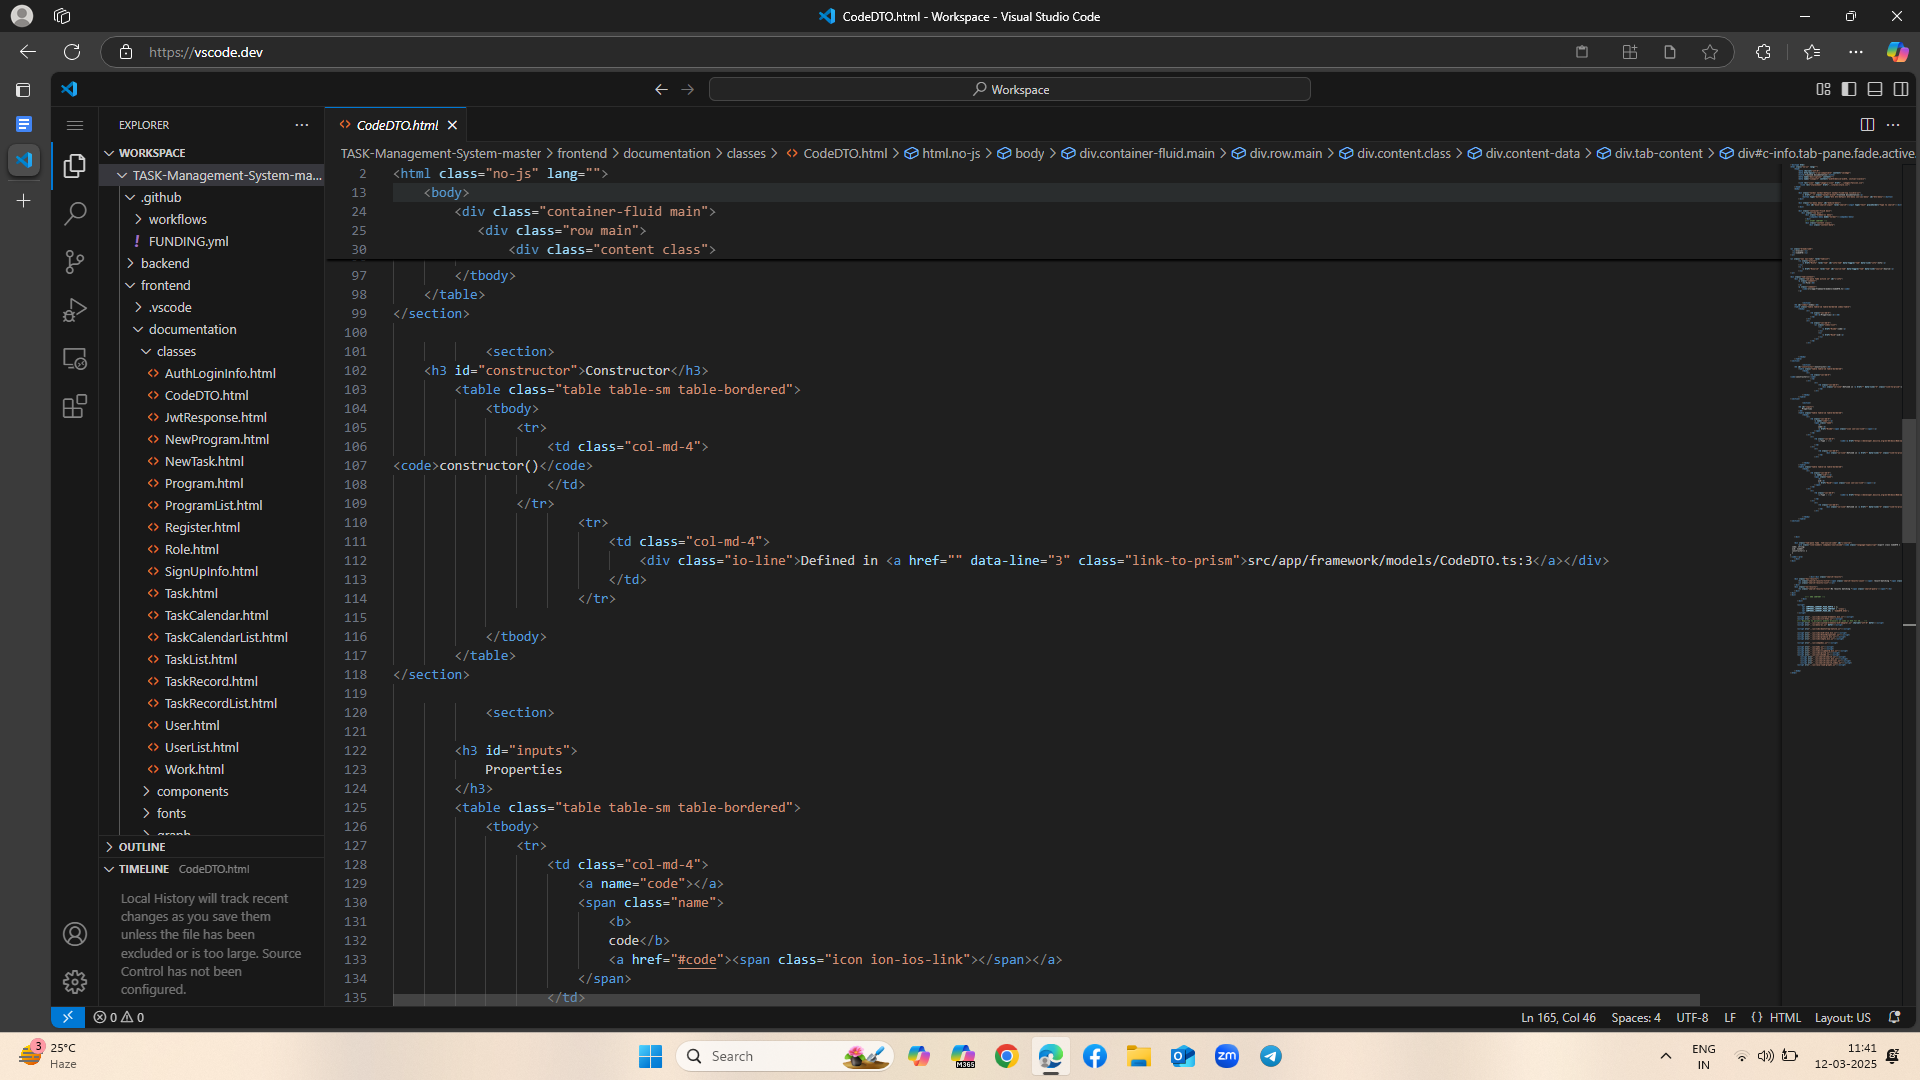 CodeDTO.html - Workspace - Visual Studio Code
https://vscode.dev
Workspace
EXPLORER
WORKSPACE
TASK-Management-System-ma...
.github
workflows
! FUNDING.yml
backend
frontend
.vscode
documentation
classes
<> AuthLoginInfo.html
<> CodeDTO.html
<> JwtResponse.html
<> NewProgram.html
<> NewTask.html
<> Program.html
<> ProgramList.html
<> Register.html
<> Role.html
<> SignUpInfo.html
<> Task.html
<> TaskCalendar.html
<> TaskCalendarList.html
<> TaskList.html
<> TaskRecord.html
<> TaskRecordList.html
<> User.html
<> UserList.html
<> Work.html
components
fonts
OUTLINE
TIMELINE CodeDTO.html
Local History will track recent
changes as you save them
unless the file has been
excluded or is too large. Source
Control has not been
configured.
<> CodeDTO.html
TASK-Management-System-master > frontend > documentation > classes > <> CodeDTO.html > html.no-js > body > div.container-fluid.main > div.row.main > div.content.class > div.content-data > div.tab-content > div#c-info.tab-pane.fade.active.
2 <html class="no-js" lang="">
13 <body>
24 <div class="container-fluid main">
25 <div class="row main">
30 <div class="content class">
97 </tbody>
98 </table>
99 </section>
100
101 <section>
102 <h3 id="constructor">Constructor</h3>
103 <table class="table table-sm table-bordered">
104 <tbody>
105 <tr>
106 <td class="col-md-4">
107 <code>constructor()</code>
108 </td>
109 </tr>
110 <tr>
111 <td class="col-md-4">
112 <div class="io-line">Defined in <a href="" data-line="3" class="link-to-prism">src/app/framework/models/CodeDTO.ts:3</a></div>
113 </td>
114 </tr>
115
116 </tbody>
117 </table>
118 </section>
119
120 <section>
121
122 <h3 id="inputs">
123 Properties
124 </h3>
125 <table class="table table-sm table-bordered">
126 <tbody>
127 <tr>
128 <td class="col-md-4">
129 <a name="code"></a>
130 <span class="name">
131 <b>
132 code</b>
133 <a href="#code"><span class="icon ion-ios-link"></span></a>
134 </span>
135 </td>
0 0
Ln 165, Col 46 Spaces: 4 UTF-8 LF {} HTML Layout: US
3
25°C
Haze
Search
M365
zm
ENG
IN
11:41
12-03-2025